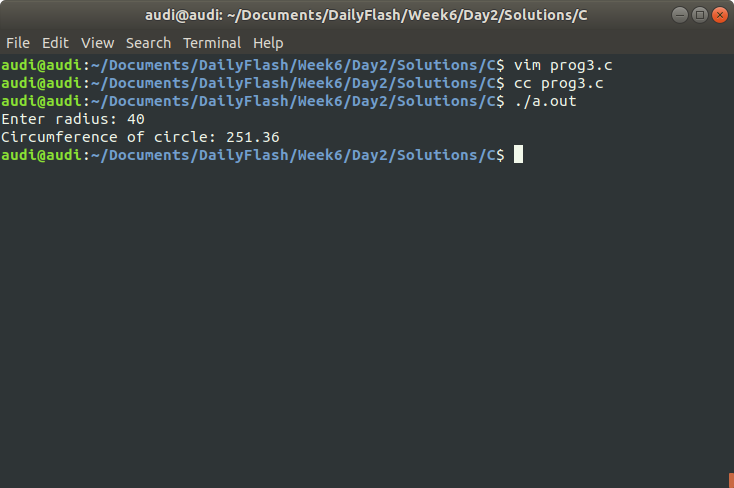 audi@audi: ~/Documents/DailyFlash/Week6/Day2/Solutions/C
File Edit View Search Terminal Help
audi@audi:~/Documents/DailyFlash/Week6/Day2/Solutions/C$ vim prog3.c
audi@audi:~/Documents/DailyFlash/Week6/Day2/Solutions/C$ cc prog3.c
audi@audi:~/Documents/DailyFlash/Week6/Day2/Solutions/C$ ./a.out
Enter radius: 40
Circumference of circle: 251.36
audi@audi:~/Documents/DailyFlash/Week6/Day2/Solutions/C$